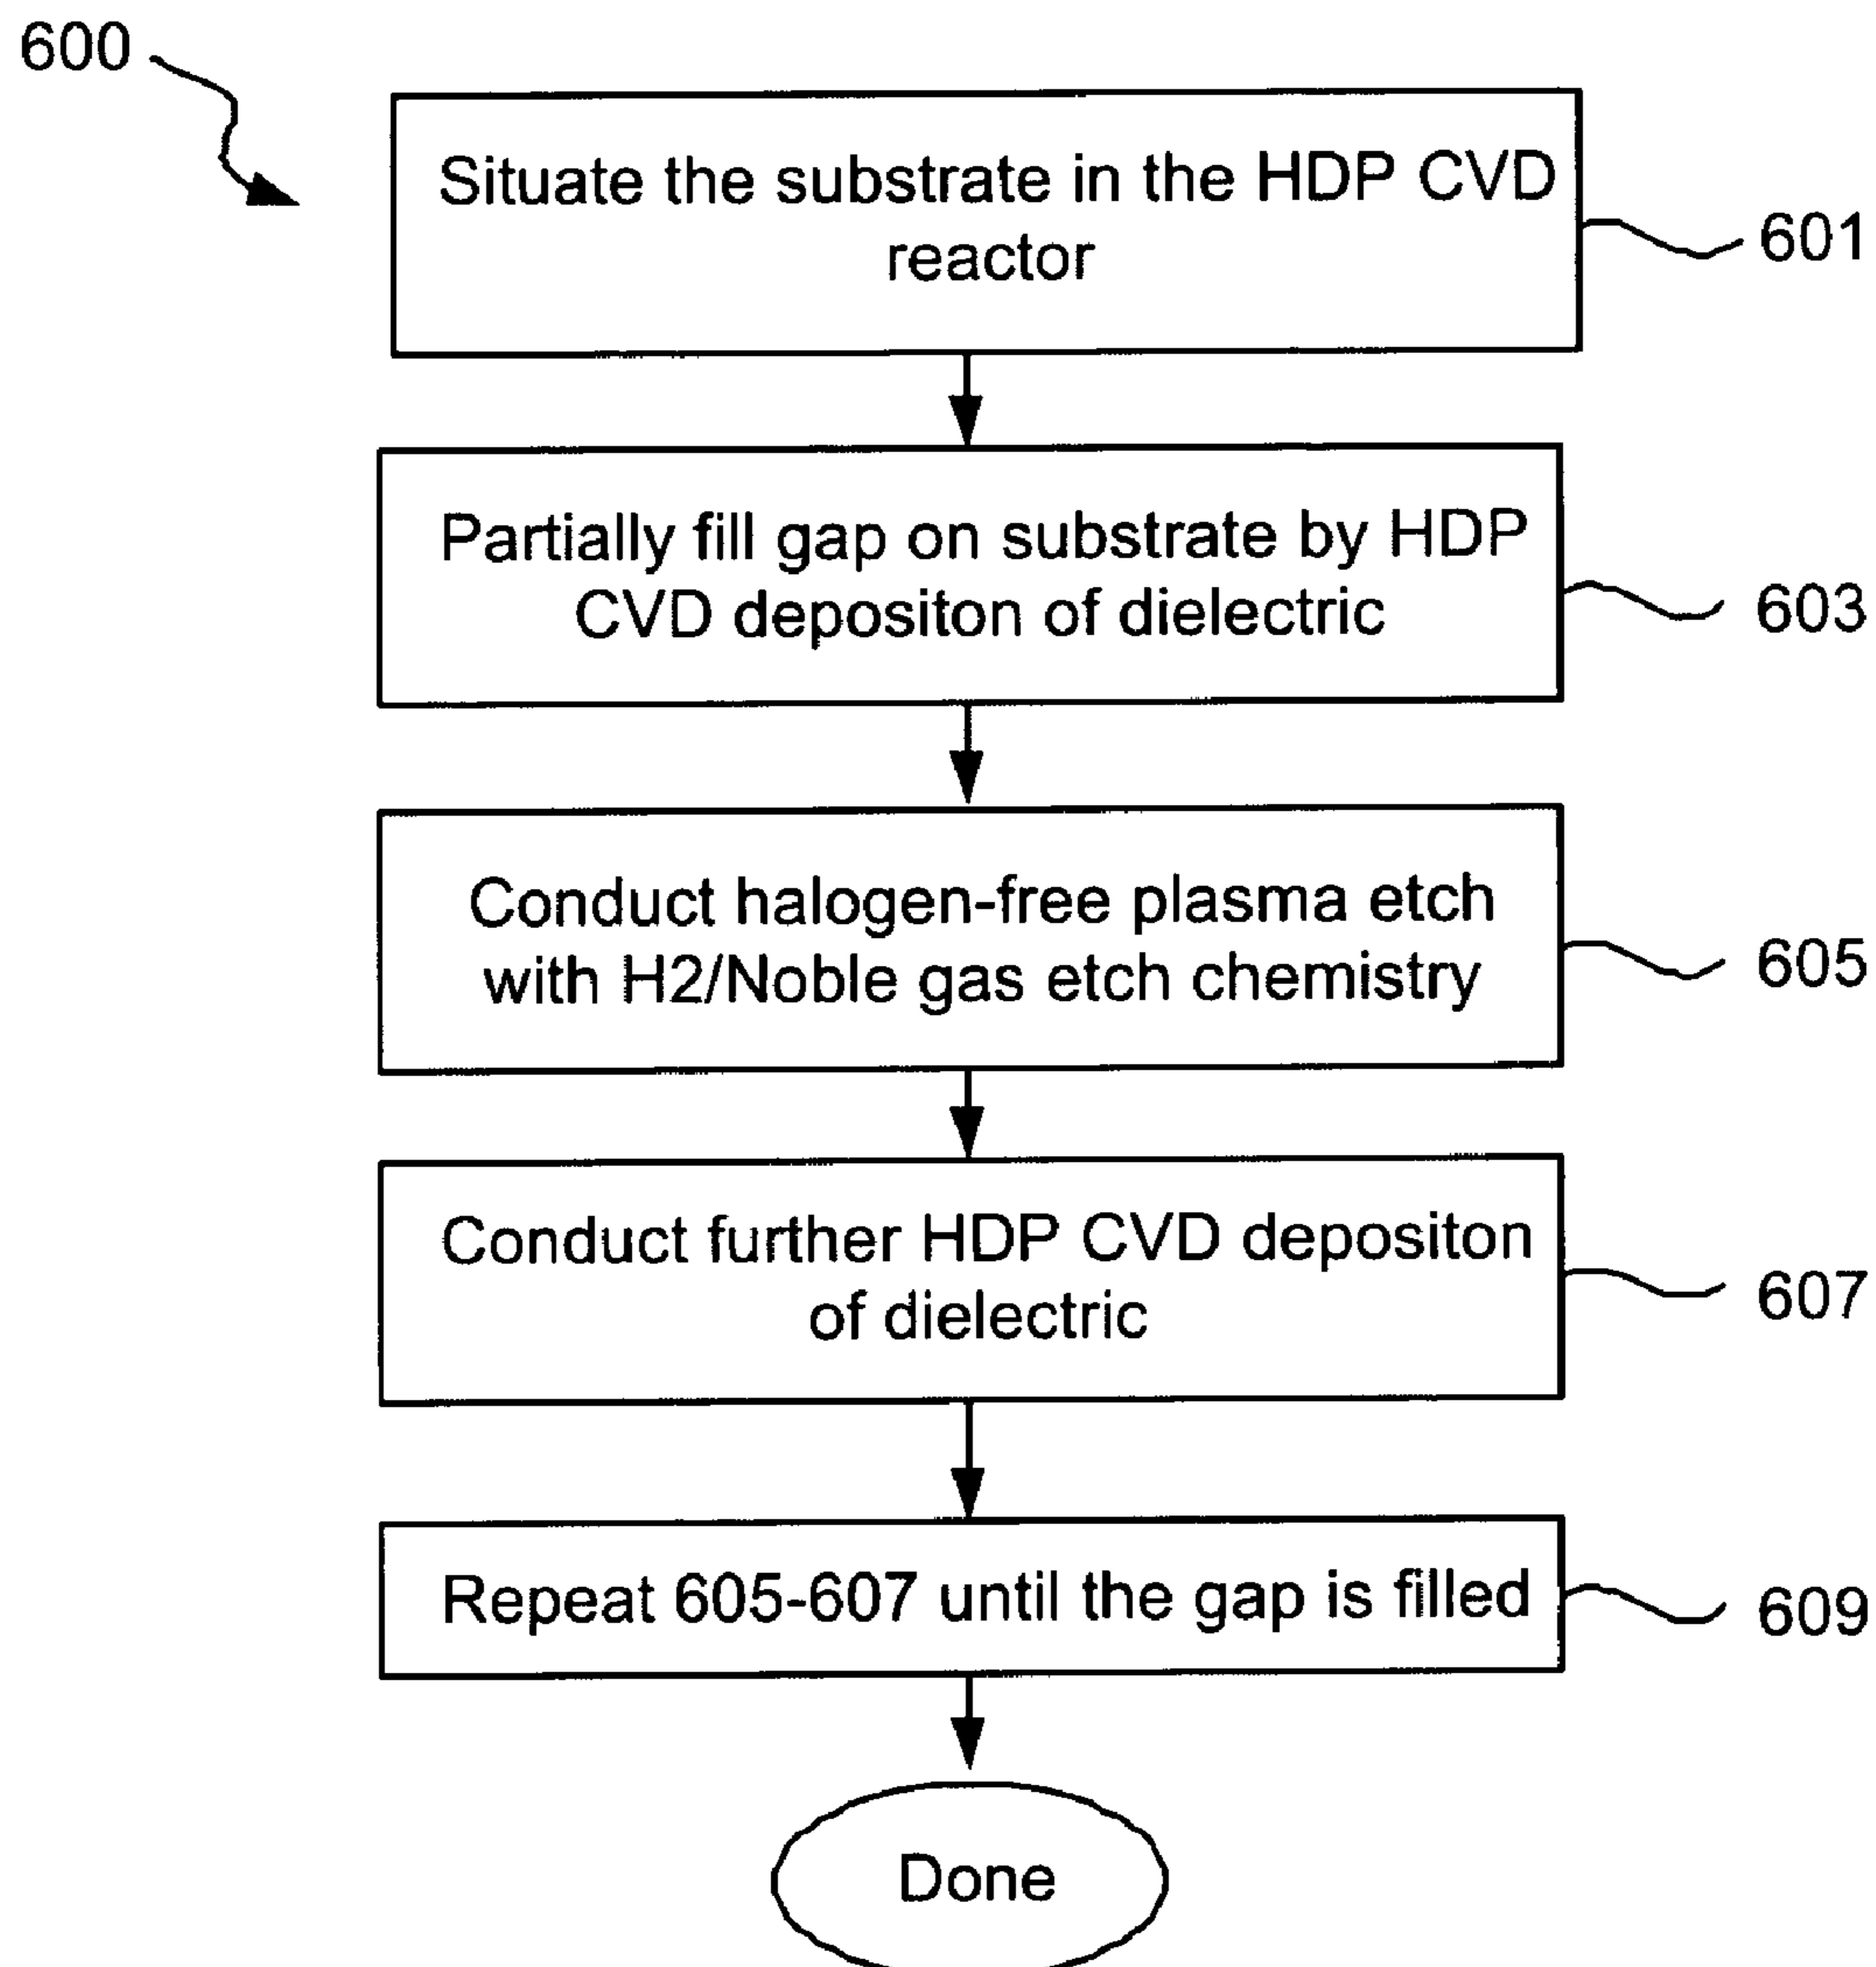 600
Situate the substrate in the HDP CVD
reactor
601
Partially fill gap on substrate by HDP
CVD depositon of dielectric
603
Conduct halogen-free plasma etch
with H2/Noble gas etch chemistry
605
Conduct further HDP CVD depositon
of dielectric
607
Repeat 605-607 until the gap is filled
609
Done